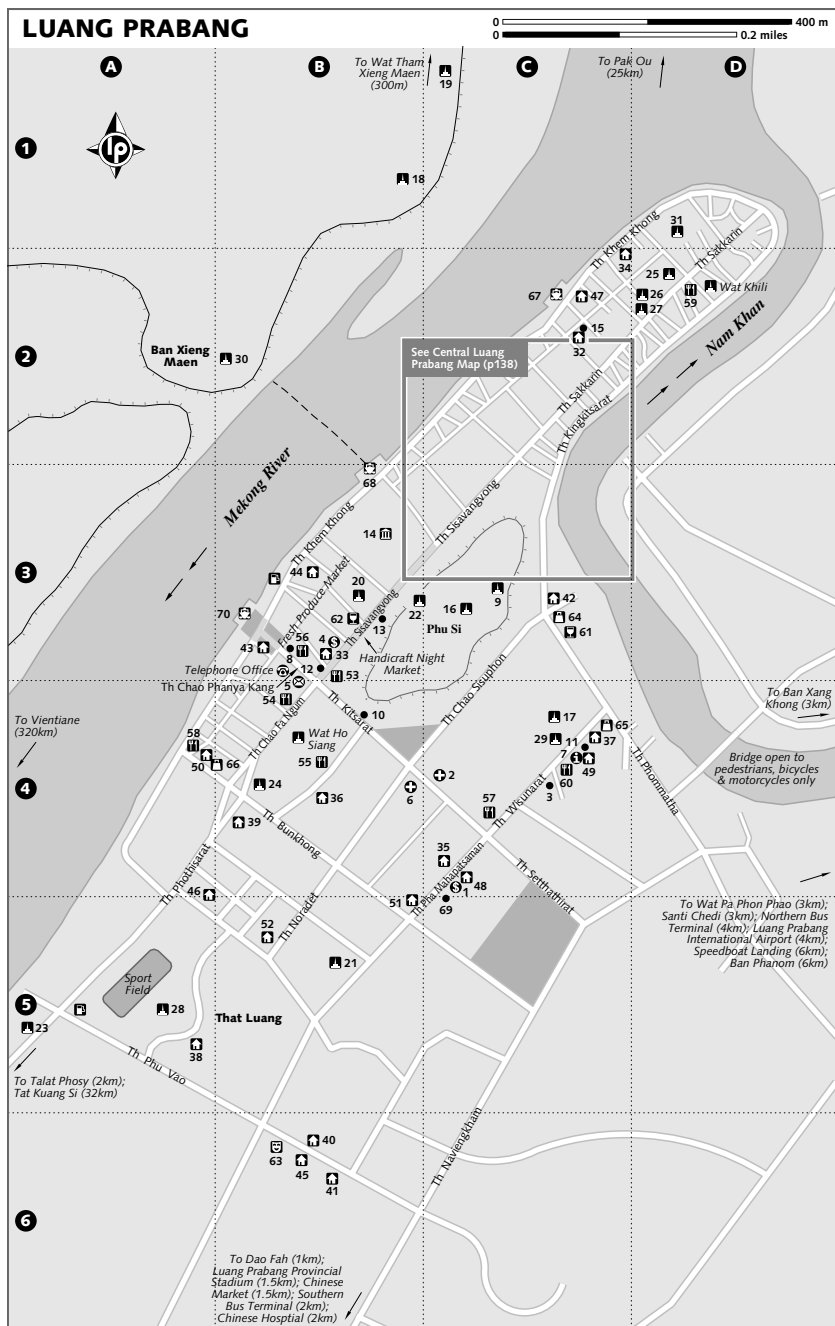 LUANG PRABANG
0 400 m
0 0.2 miles
A
B
C
D
To Wat Tham
Xieng Maen
(300m)
19
To Pak Ou
(25km)
1
lp
18
31
Th Khem Khong
34
Th Sakkarin
25
67
47
26
59
Wat Khili
27
15
32
Nam Khan
2
Ban Xieng
Maen
30
See Central Luang
Prabang Map (p138)
Th Sakkarin
Th Kingkitsarat
Mekong River
68
Th Sisavangvong
Th Khem Khong
14
3
44
Fresh Produce Market
20
62
Th Sisavangvong
13
22
16
9
Phu Si
42
64
61
70
43
56
8
4
33
Handicraft Night
Market
Telephone Office
12
53
Th Chao Phanya Kang
5
54
Th Kitsarat
10
Th Chao Sisuphon
To Ban Xang
Khong (3km)
To Vientiane
(320km)
Th Chao Fa Ngum
58
50
66
Wat Ho
Siang
55
17
65
29
11
37
7
49
60
3
Th Phommatha
Bridge open to
pedestrians, bicycles
& motorcycles only
4
24
36
6
2
57
Th Wisunarat
39
Th Bunkhong
35
Th Pha Mahapatsaman
48
1
69
51
Th Setthathirat
Th Phothisarat
46
52
Th Noradet
To Wat Pa Phon Phao (3km);
Santi Chedi (3km); Northern Bus
Terminal (4km); Luang Prabang
International Airport (4km);
Speedboat Landing (6km);
Ban Phanom (6km)
21
Sport
Field
5
28
That Luang
23
38
Th Phu Vao
To Talat Phosy (2km);
Tat Kuang Si (32km)
40
63
45
41
Th Naviengkham
6
To Dao Fah (1km);
Luang Prabang Provincial
Stadium (1.5km); Chinese
Market (1.5km); Southern
Bus Terminal (2km);
Chinese Hosptial (2km)